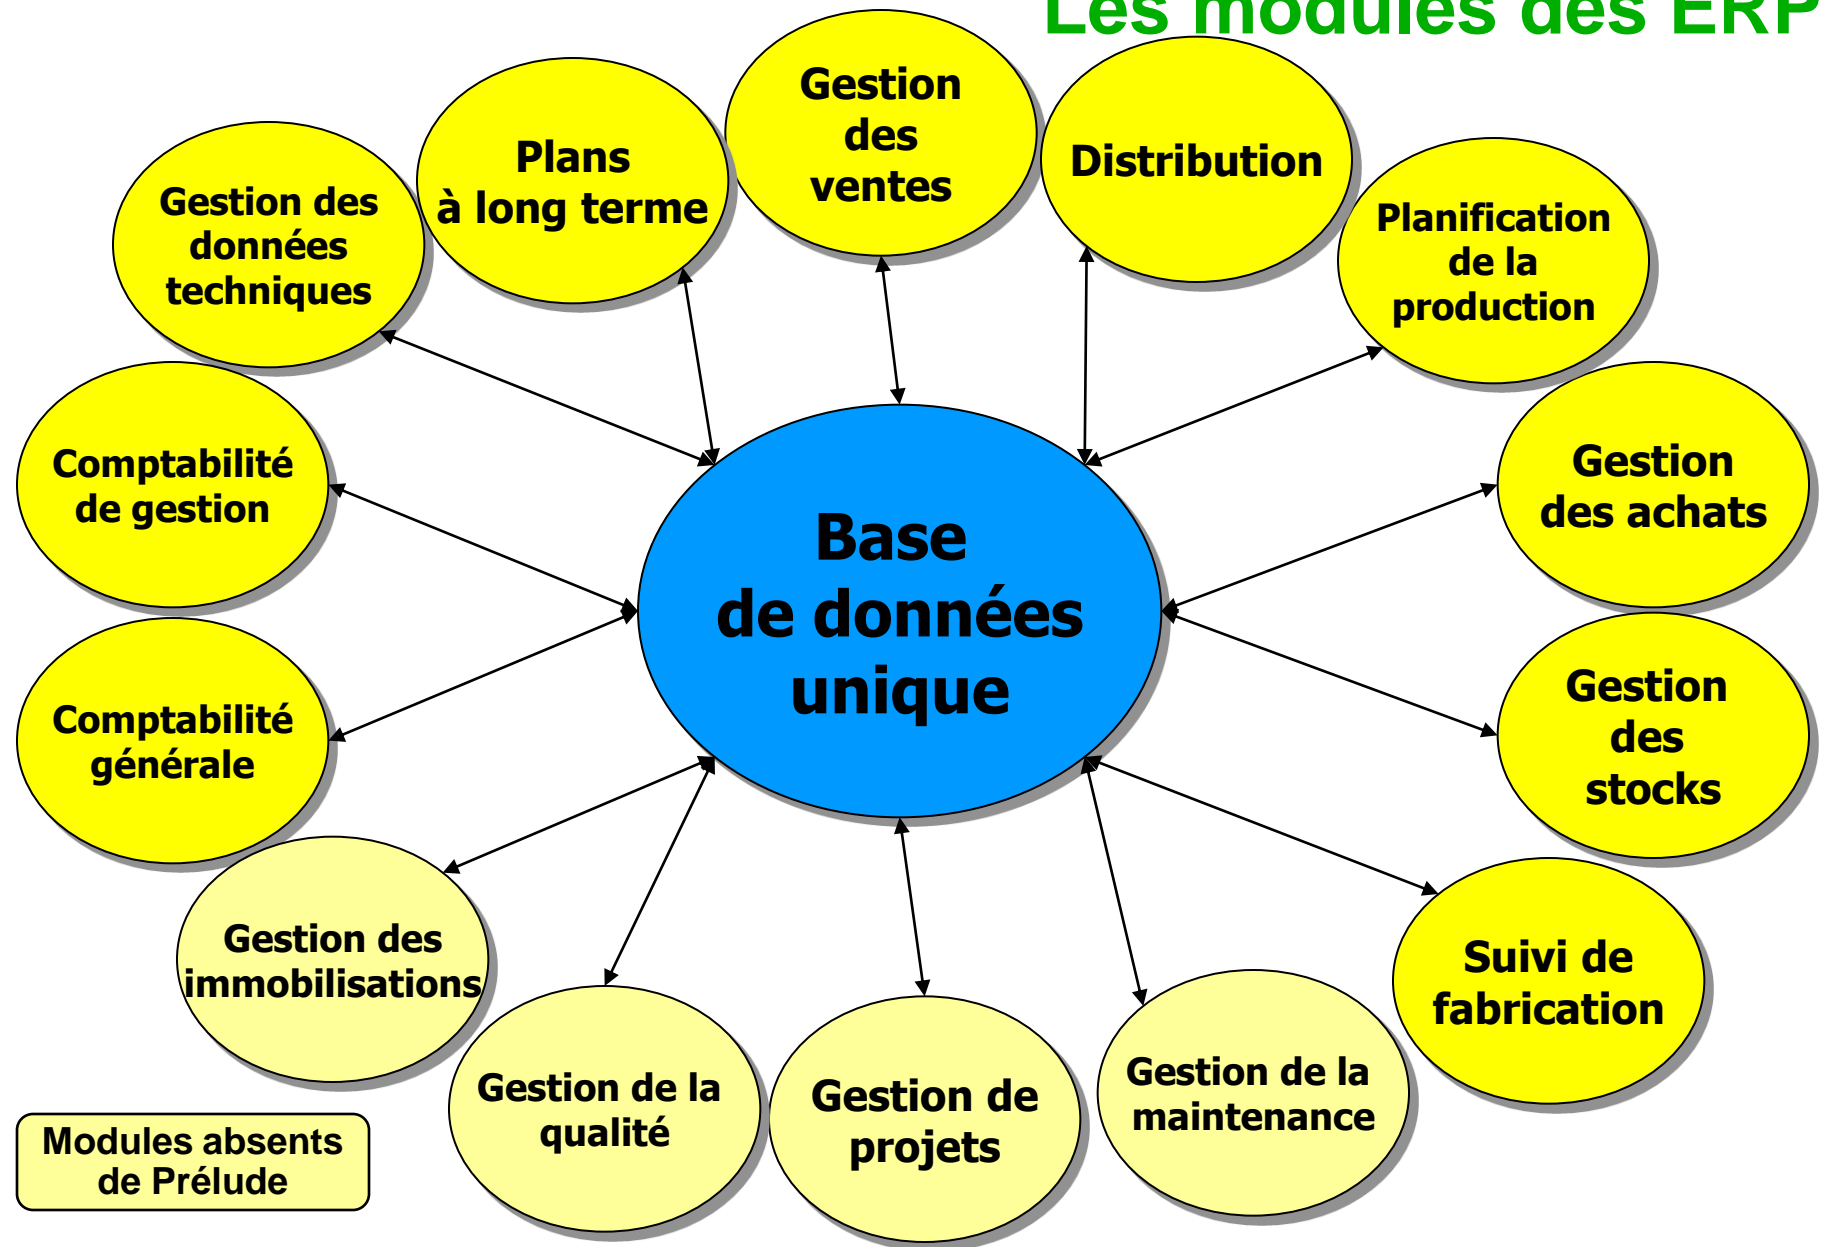 Les modules des ERP
Gestion
des
ventes
Distribution
Plans
à long terme
Gestion des
données
techniques
Planification
de la
production
Comptabilité
de gestion
Gestion
des achats
Base
de données
unique
Comptabilité
générale
Gestion
des
stocks
Gestion des
immobilisations
Suivi de
fabrication
Gestion de la
qualité
Gestion de
projets
Gestion de la
maintenance
Modules absents
de Prélude